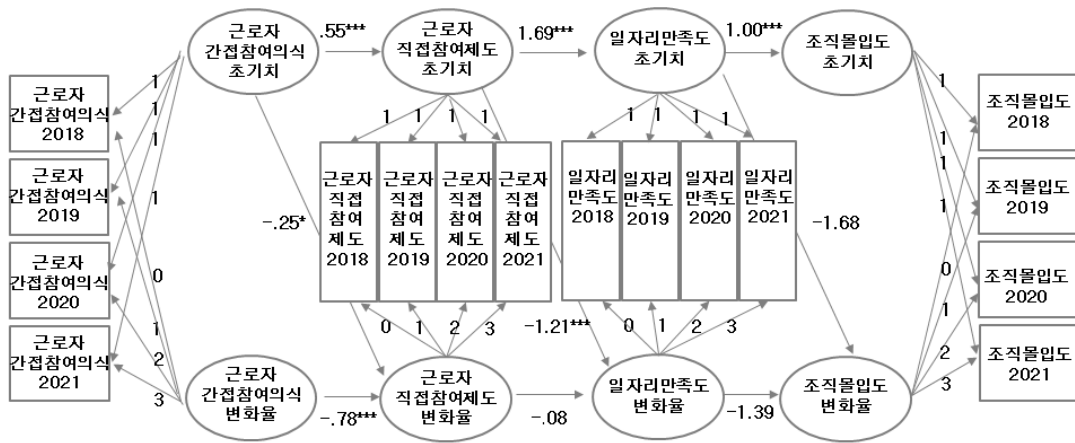 근로자
간접참여의식
초기치
.55***
근로자
직접참여제도
초기치
1.69***
일자리만족도
초기치
1.00***
조직몰입도
초기치
근로자
간접참여의식
2018
근로자
간접참여의식
2019
근로자
간접참여의식
2020
근로자
간접참여의식
2021
1
1
1
1
0
1
2
3
-.25*
1 1 1 1
근로자
직접
참여
제도
2018
근로자
직접
참여
제도
2019
근로자
직접
참여
제도
2020
근로자
직접
참여
제도
2021
0 1 2 3
-1.21***
1 1 1 1
일자리
만족도
2018
일자리
만족도
2019
일자리
만족도
2020
일자리
만족도
2021
0 1 2 3
-1.68
1
1
1
1
0
1
2
3
조직몰입도
2018
조직몰입도
2019
조직몰입도
2020
조직몰입도
2021
근로자
간접참여의식
변화율
-.78***
근로자
직접참여제도
변화율
-.08
일자리만족도
변화율
-1.39
조직몰입도
변화율